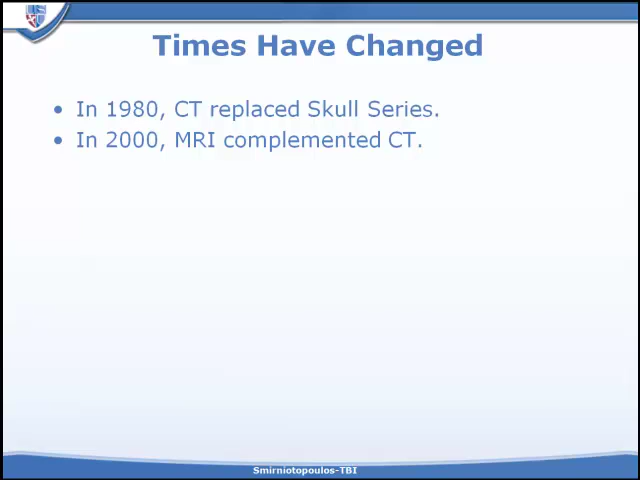 Times Have Changed
• In 1980, CT replaced Skull Series.
• In 2000, MRI complemented CT.
Smirniotopoulos-TBI